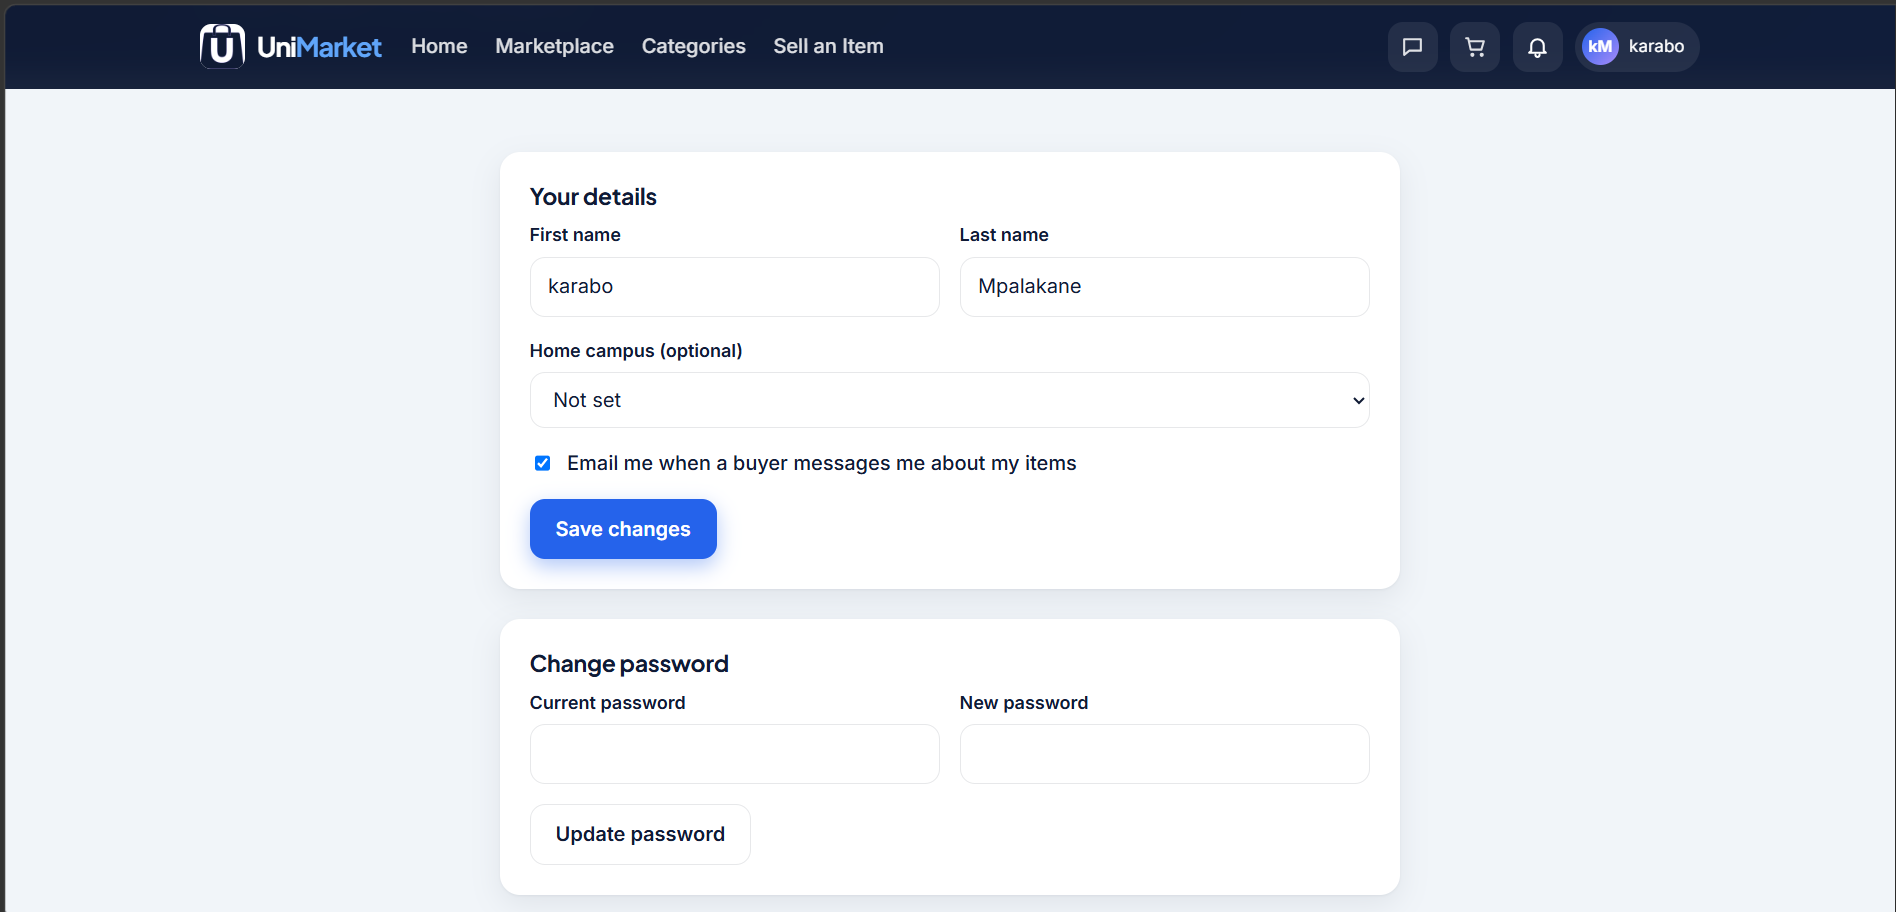 U UniMarket Home Marketplace Categories Sell an Item kM karabo
Your details
First name Last name
karabo Mpalakane
Home campus (optional)
Not set
Email me when a buyer messages me about my items
Save changes
Change password
Current password New password
Update password